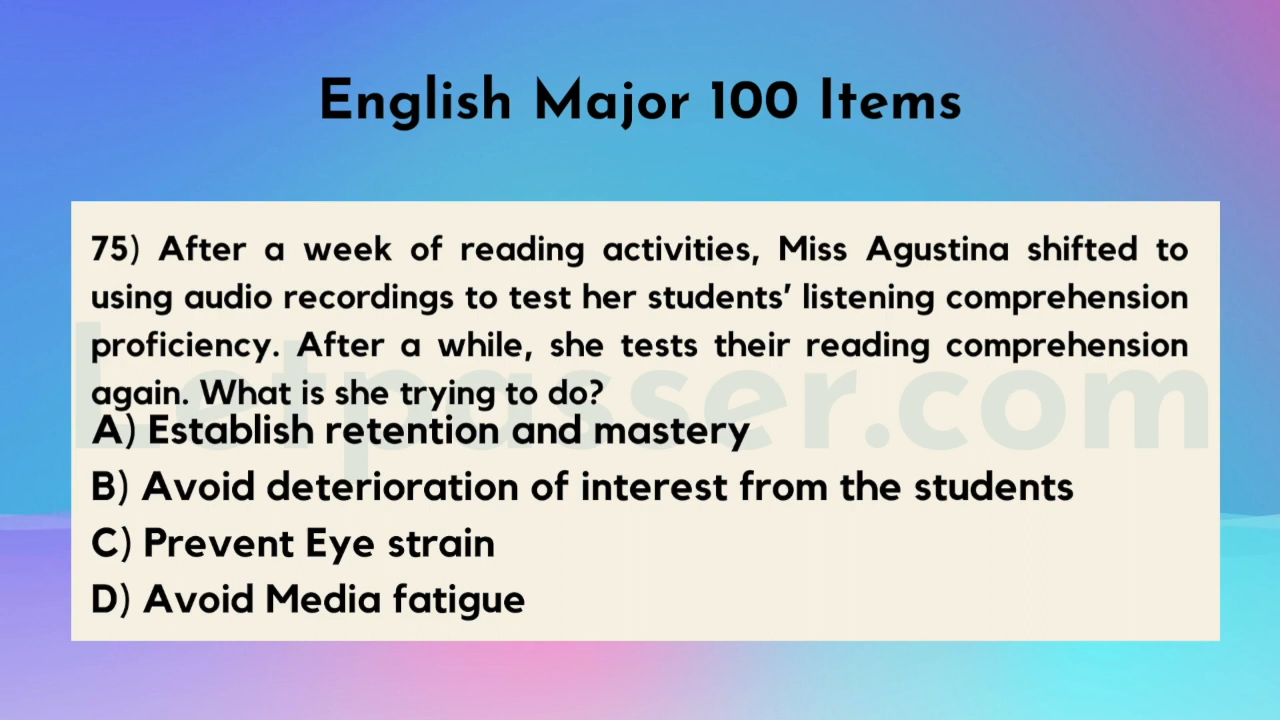 English Major 100 Items
75) After a week of reading activities, Miss Agustina shifted to
using audio recordings to test her students’ listening comprehension
proficiency. After a while, she tests their reading comprehension
again. What is she trying to do?
Letpasser.com
A) Establish retention and mastery
B) Avoid deterioration of interest from the students
C) Prevent Eye strain
D) Avoid Media fatigue